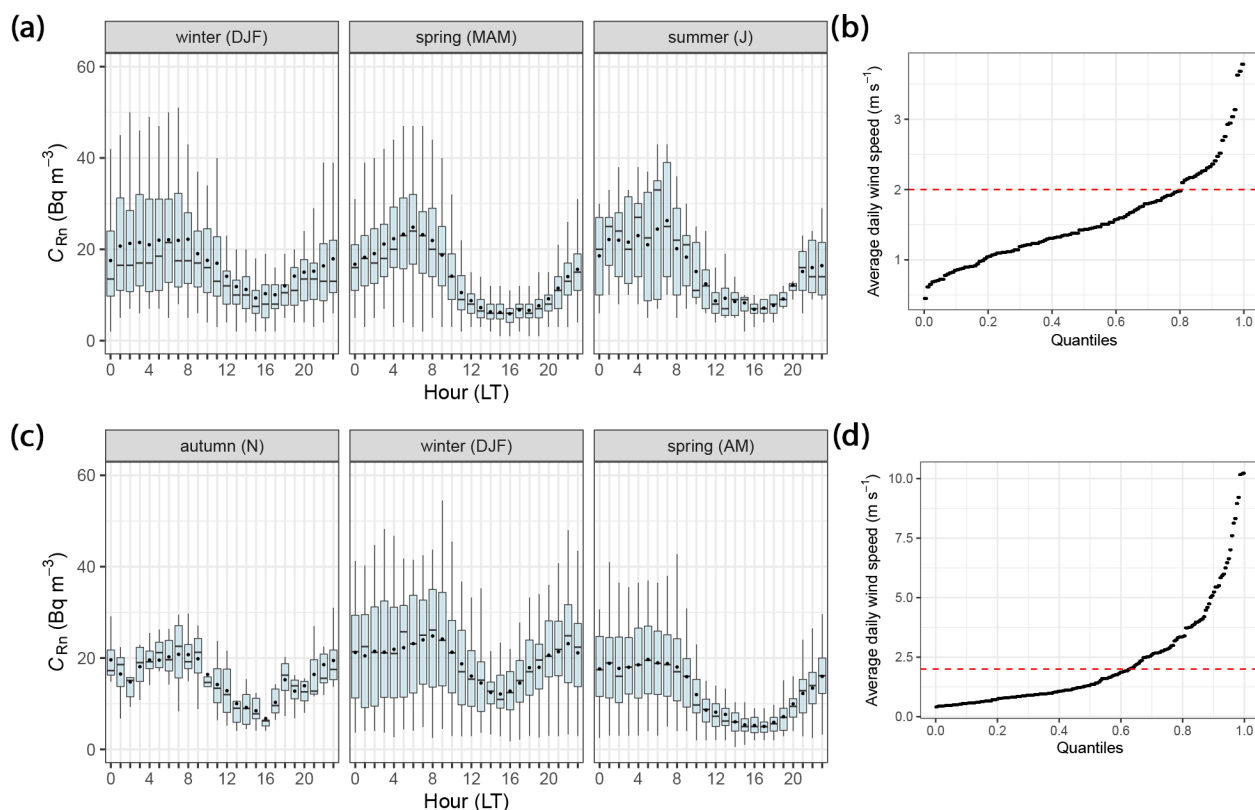 (a)
winter (DJF)
spring (MAM)
summer (J)
60
40
20
0
C_Rn (Bq m⁻³)
0 4 8 12 16 20 0 4 8 12 16 20 0 4 8 12 16 20
Hour (LT)
(b)
3
2
1
Average daily wind speed (m s⁻¹)
0.0 0.2 0.4 0.6 0.8 1.0
Quantiles
(c)
autumn (N)
winter (DJF)
spring (AM)
60
40
20
0
C_Rn (Bq m⁻³)
0 4 8 12 16 20 0 4 8 12 16 20 0 4 8 12 16 20
Hour (LT)
(d)
10.0
7.5
5.0
2.5
0.0
Average daily wind speed (m s⁻¹)
0.0 0.2 0.4 0.6 0.8 1.0
Quantiles